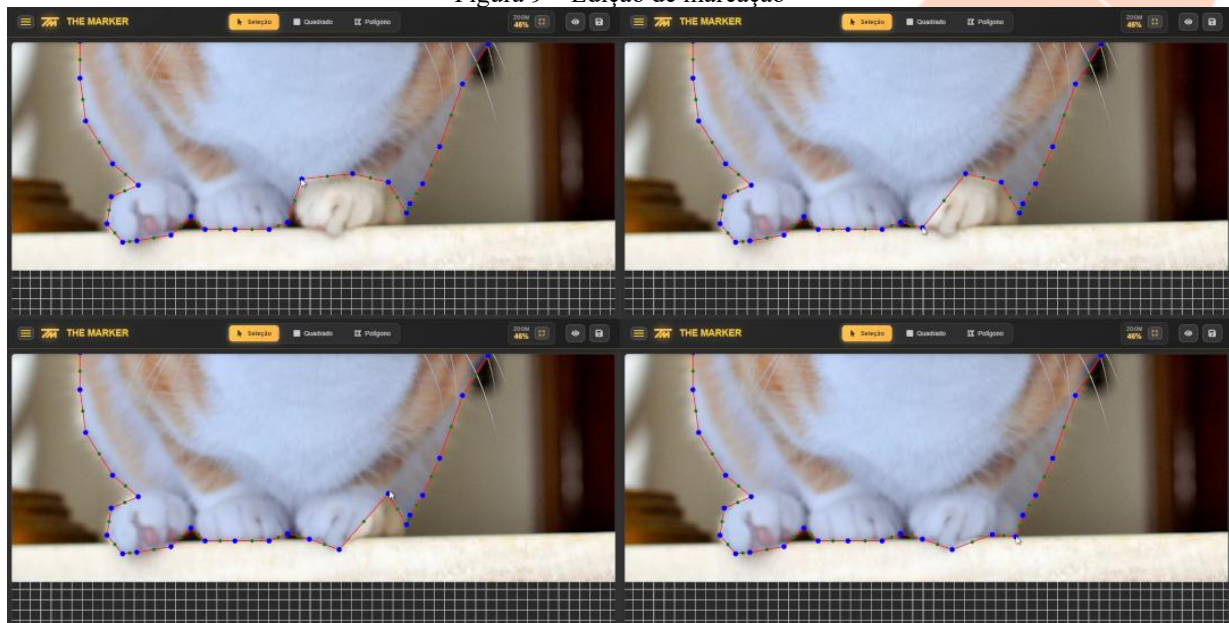 Figura 9 – Edição de marcação
THE MARKER Seleção Quadrado Polígono ZOOM 46%
THE MARKER Seleção Quadrado Polígono ZOOM 46%
THE MARKER Seleção Quadrado Polígono ZOOM 46%
THE MARKER Seleção Quadrado Polígono ZOOM 46%